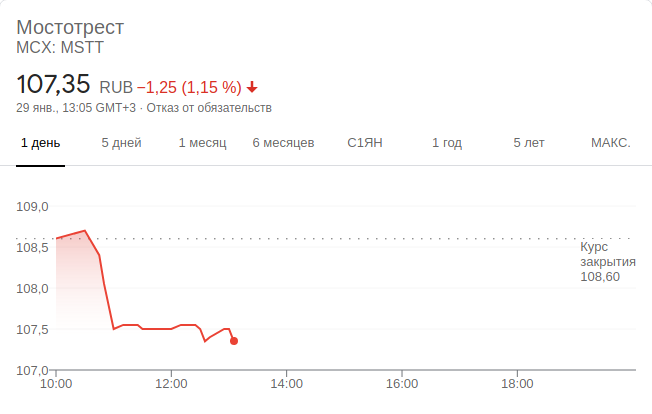 Мостотрест
MCX: MSTT
107,35 RUB −1,25 (1,15 %)
29 янв., 13:05 GMT+3 · Отказ от обязательств
1 день 5 дней 1 месяц 6 месяцев С1ЯН 1 год 5 лет МАКС.
109,0
108,5
108,0
107,5
107,0
Курс
закрытия
108,60
10:00 12:00 14:00 16:00 18:00